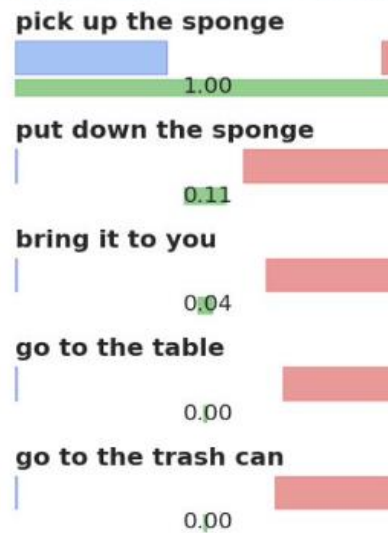 pick up the sponge
1.00
put down the sponge
0.11
bring it to you
0.04
go to the table
0.00
go to the trash can
0.00